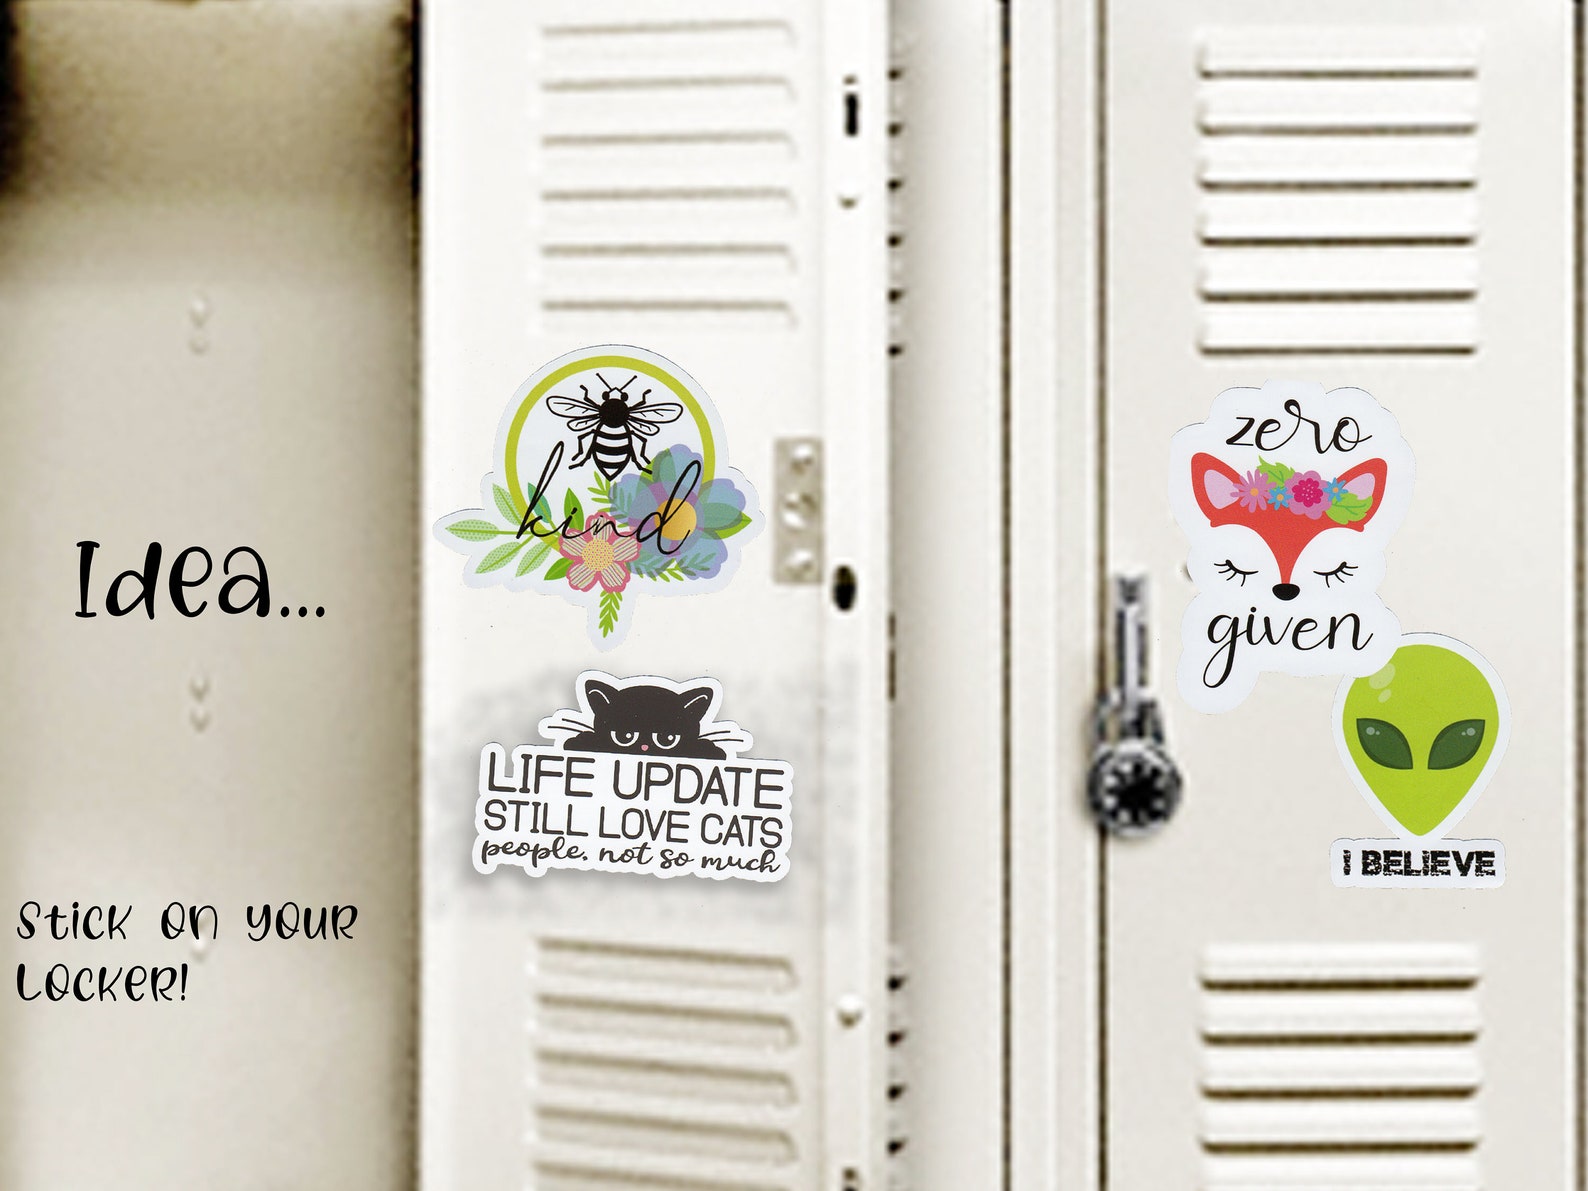 Idea...
Stick on your
Locker!
kind
LIFE UPDATE
STILL LOVE CATS
people. not so much
zero
given
I BELIEVE